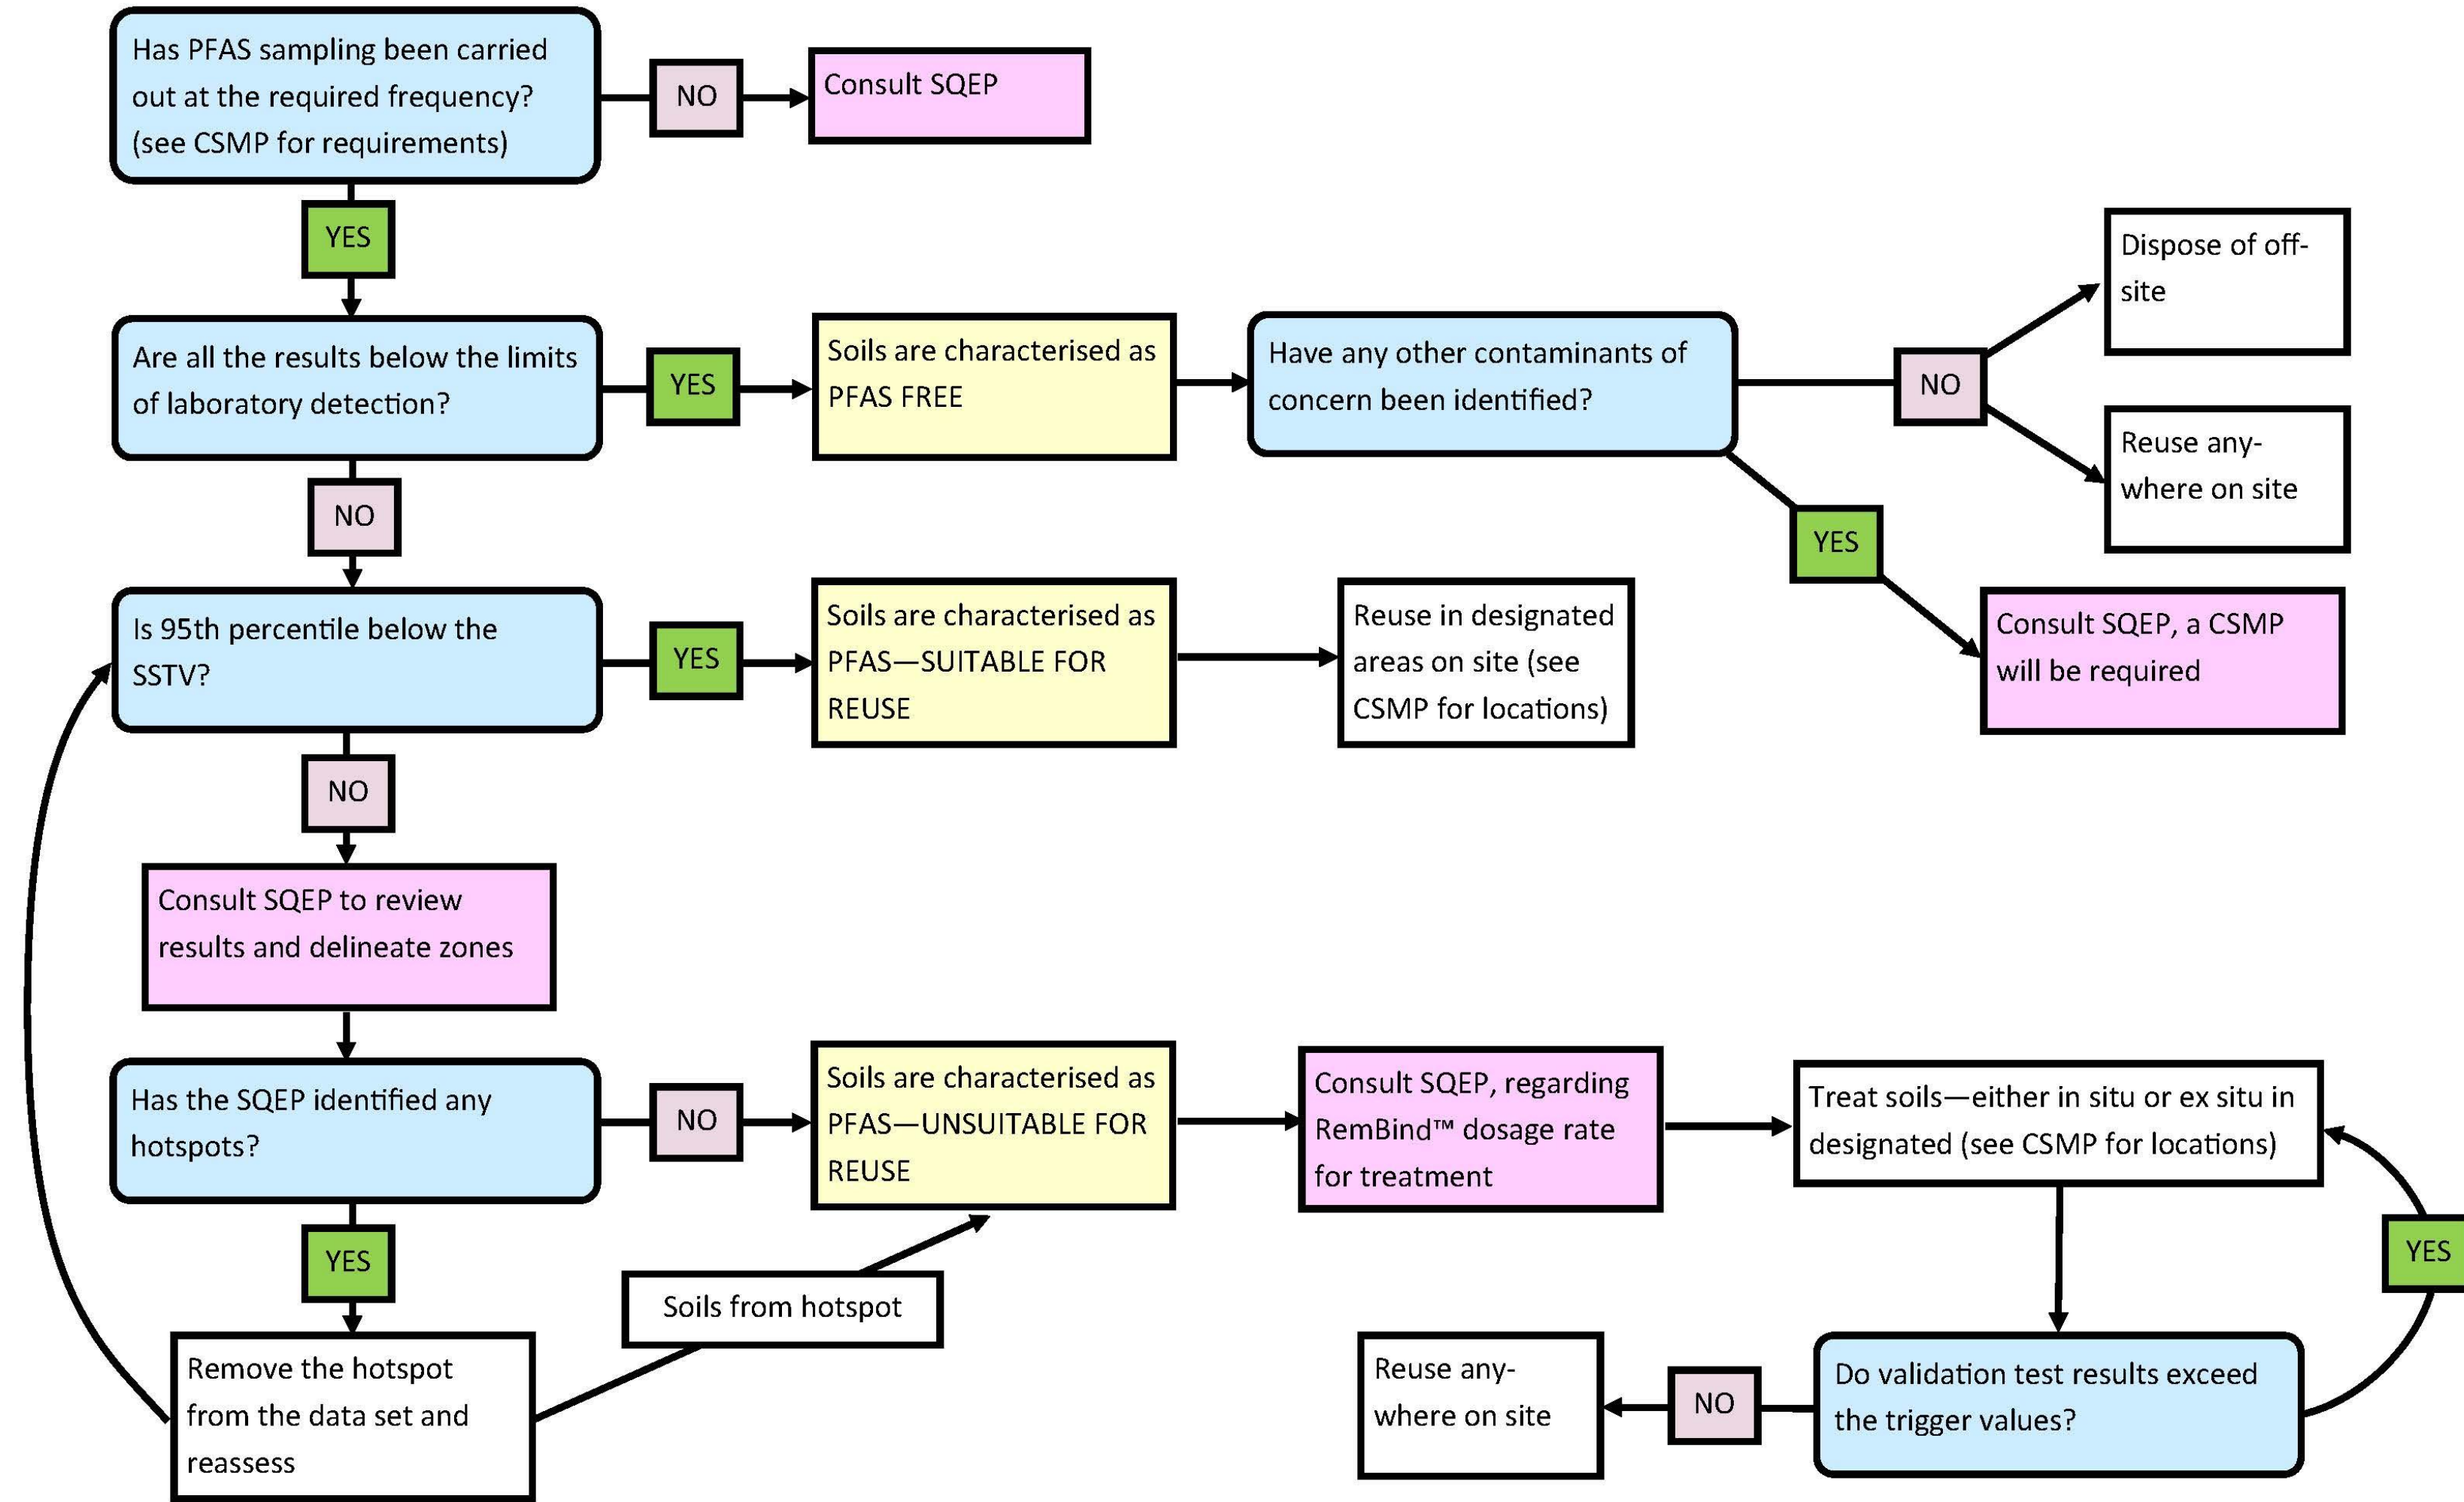 Has PFAS sampling been carried
out at the required frequency?
(see CSMP for requirements)
NO
Consult SQEP
YES
Are all the results below the limits
of laboratory detection?
YES
Soils are characterised as
PFAS FREE
Have any other contaminants of
concern been identified?
NO
Dispose of off-
site
Reuse any-
where on site
YES
Consult SQEP, a CSMP
will be required
NO
Is 95th percentile below the
SSTV?
YES
Soils are characterised as
PFAS—SUITABLE FOR
REUSE
Reuse in designated
areas on site (see
CSMP for locations)
NO
Consult SQEP to review
results and delineate zones
Has the SQEP identified any
hotspots?
NO
Soils are characterised as
PFAS—UNSUITABLE FOR
REUSE
Consult SQEP, regarding
RemBind™ dosage rate
for treatment
Treat soils—either in situ or ex situ in
designated (see CSMP for locations)
YES
YES
Soils from hotspot
Remove the hotspot
from the data set and
reassess
Reuse any-
where on site
NO
Do validation test results exceed
the trigger values?